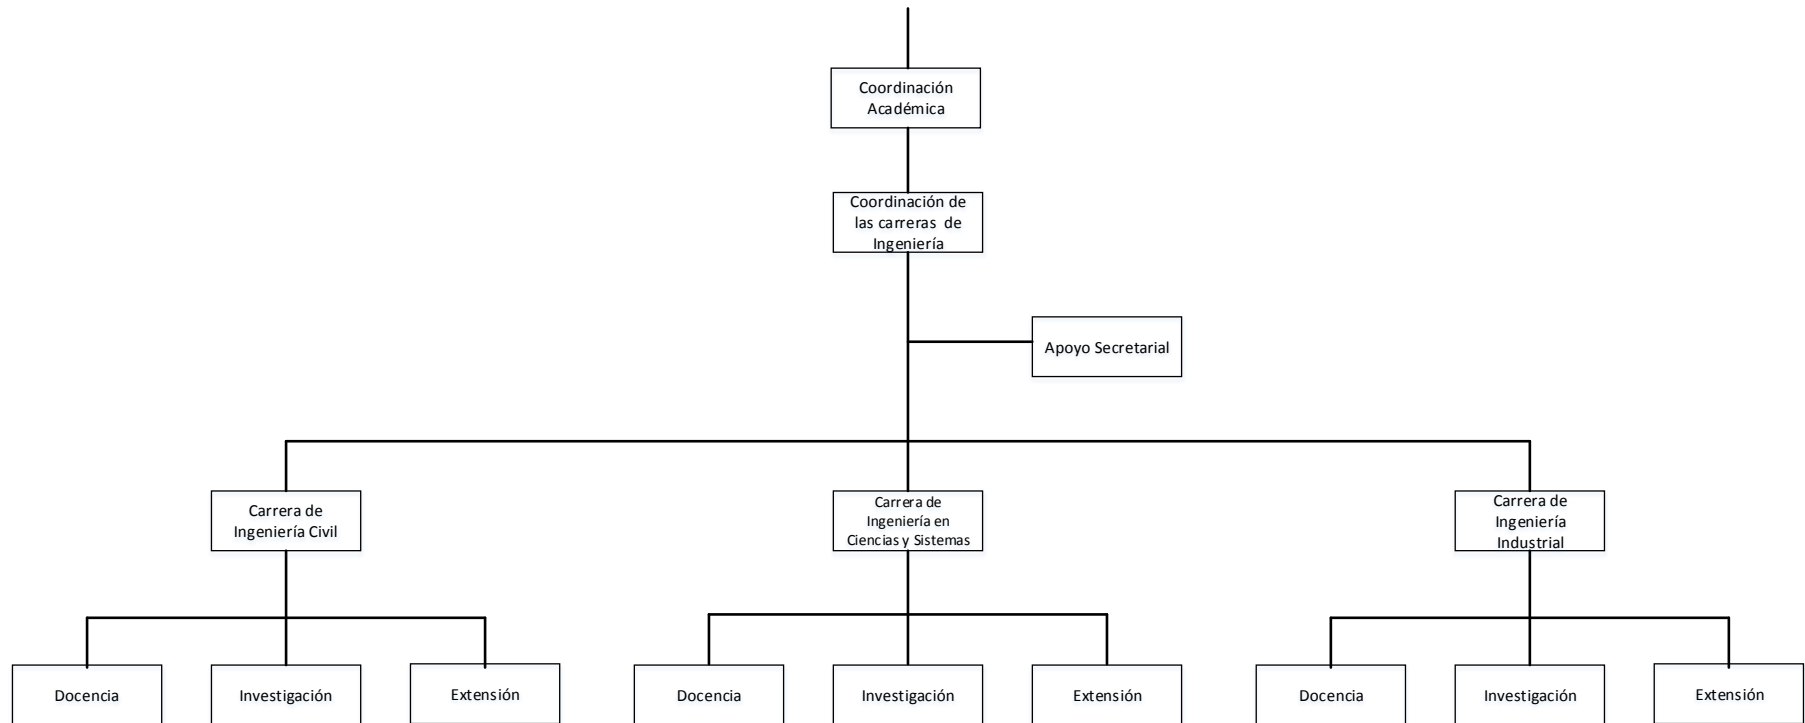 Coordinación
Académica
Coordinación de
las carreras de
Ingeniería
Apoyo Secretarial
Carrera de
Ingeniería Civil
Carrera de
Ingeniería en
Ciencias y Sistemas
Carrera de
Ingeniería
Industrial
Docencia
Investigación
Extensión
Docencia
Investigación
Extensión
Docencia
Investigación
Extensión